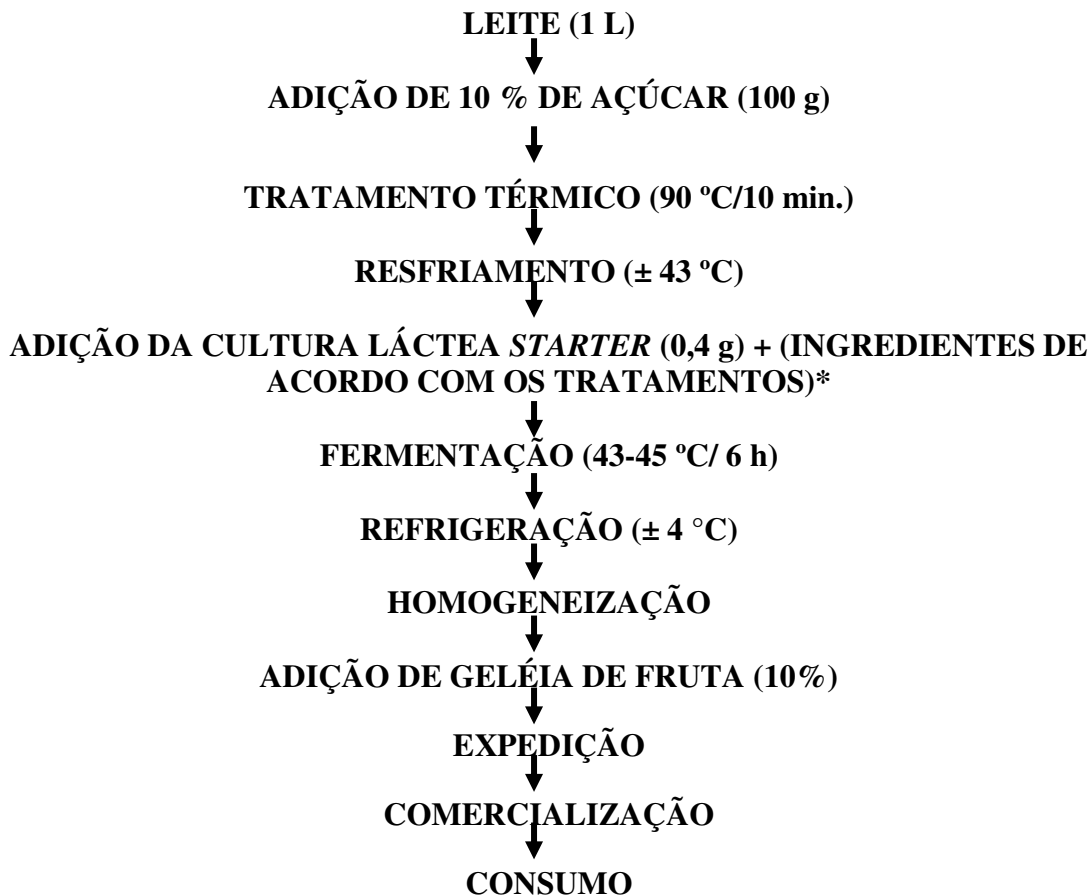 LEITE (1 L)
ADIÇÃO DE 10 % DE AÇÚCAR (100 g)
TRATAMENTO TÉRMICO (90 ºC/10 min.)
RESFRIAMENTO (± 43 ºC)
ADIÇÃO DA CULTURA LÁCTEA STARTER (0,4 g) + (INGREDIENTES DE
ACORDO COM OS TRATAMENTOS)*
FERMENTAÇÃO (43-45 ºC/ 6 h)
REFRIGERAÇÃO (± 4 °C)
HOMOGENEIZAÇÃO
ADIÇÃO DE GELÉIA DE FRUTA (10%)
EXPEDIÇÃO
COMERCIALIZAÇÃO
CONSUMO